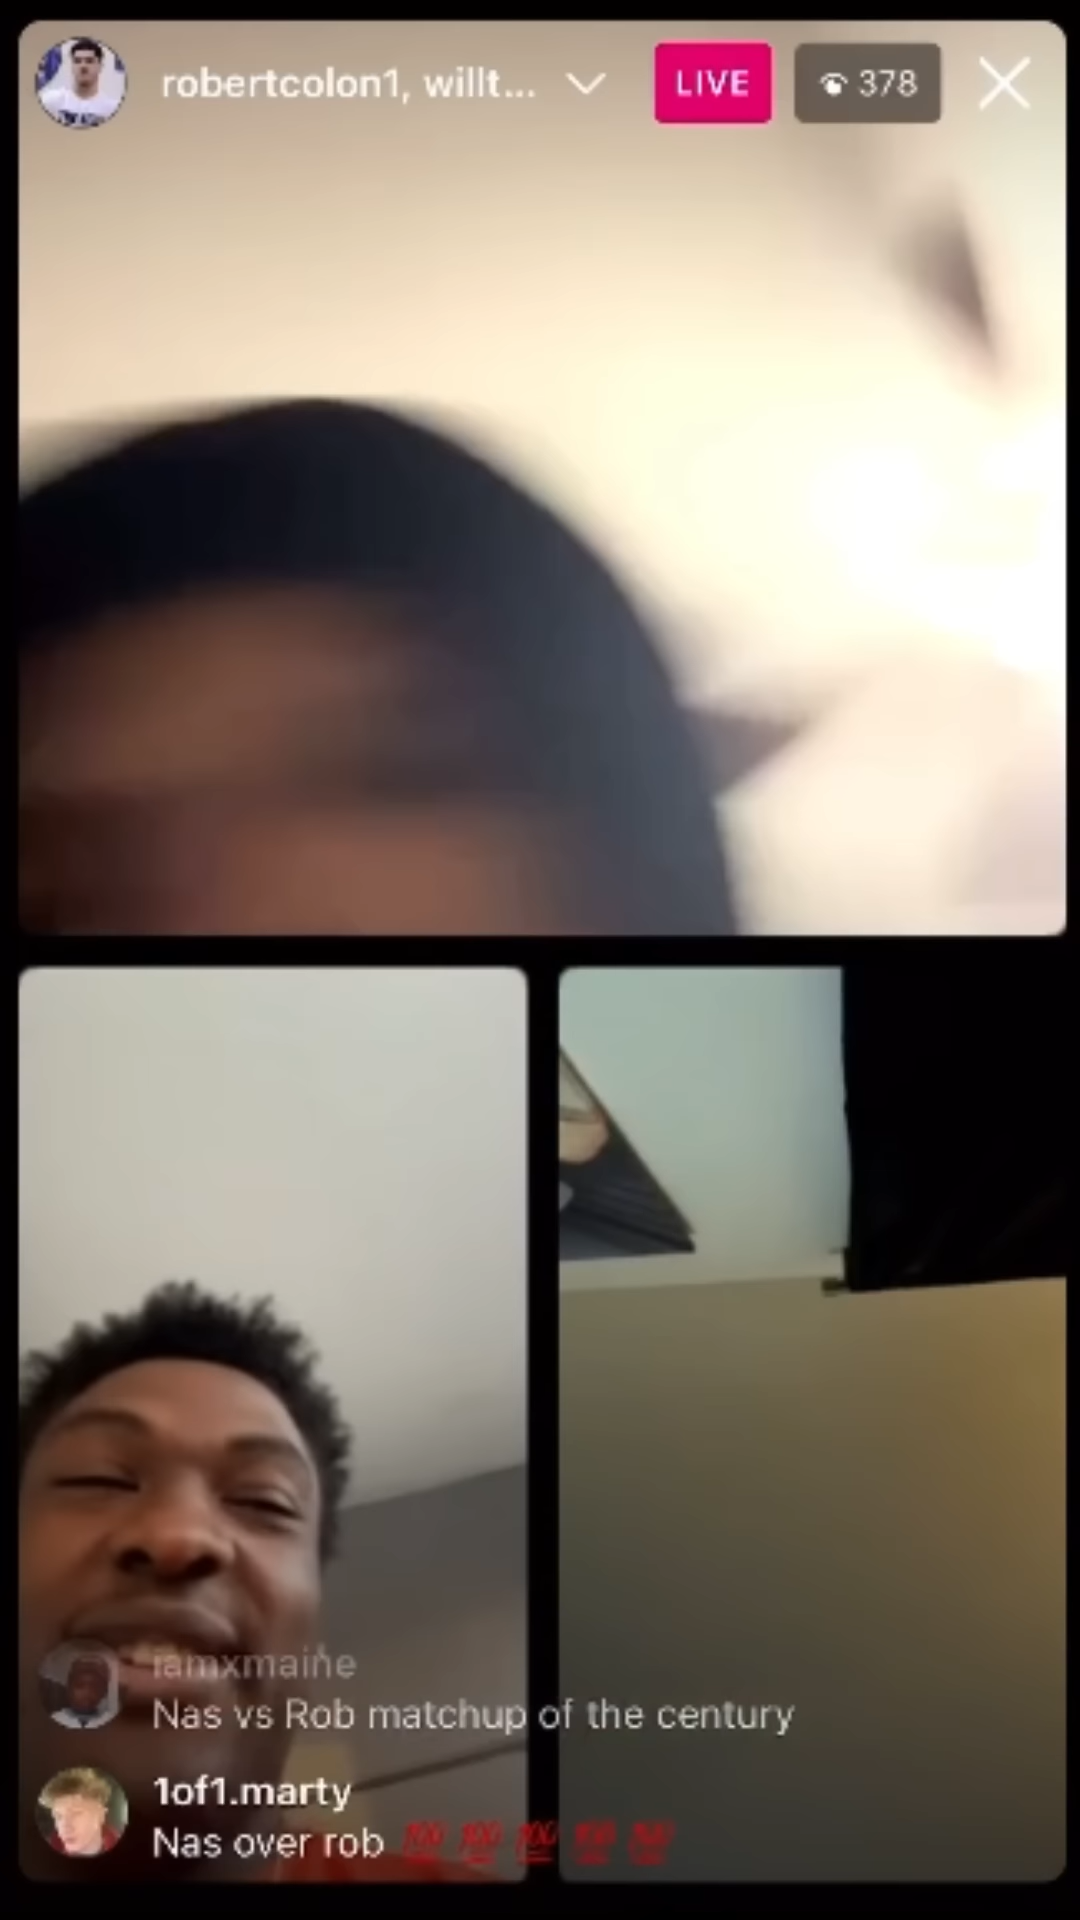 robertcolon1, willt...
LIVE
378
iamxmaine
Nas vs Rob matchup of the century
1of1.marty
Nas over rob 💯 💯 💯 💯 💯